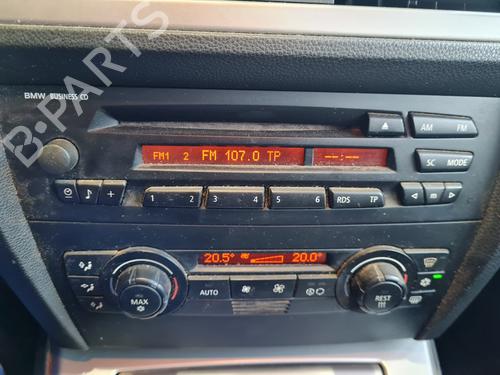 B-PARTS
BMW BUSINESS CD
FM1 2 FM 107.0 TP --:--
AM FM
SC MODE
1 2 3 4 5 6 RDS TP
20.5° 20.0°
MAX AUTO REST